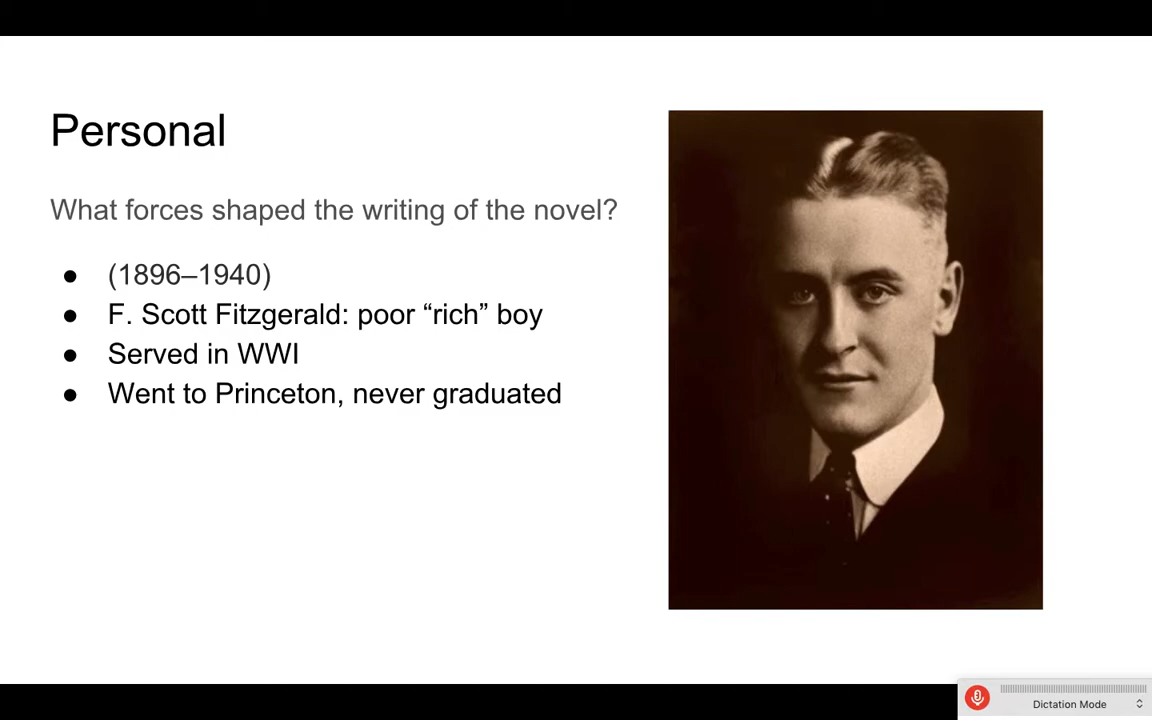 Personal
What forces shaped the writing of the novel?
● (1896–1940)
● F. Scott Fitzgerald: poor “rich” boy
● Served in WWI
● Went to Princeton, never graduated
Dictation Mode